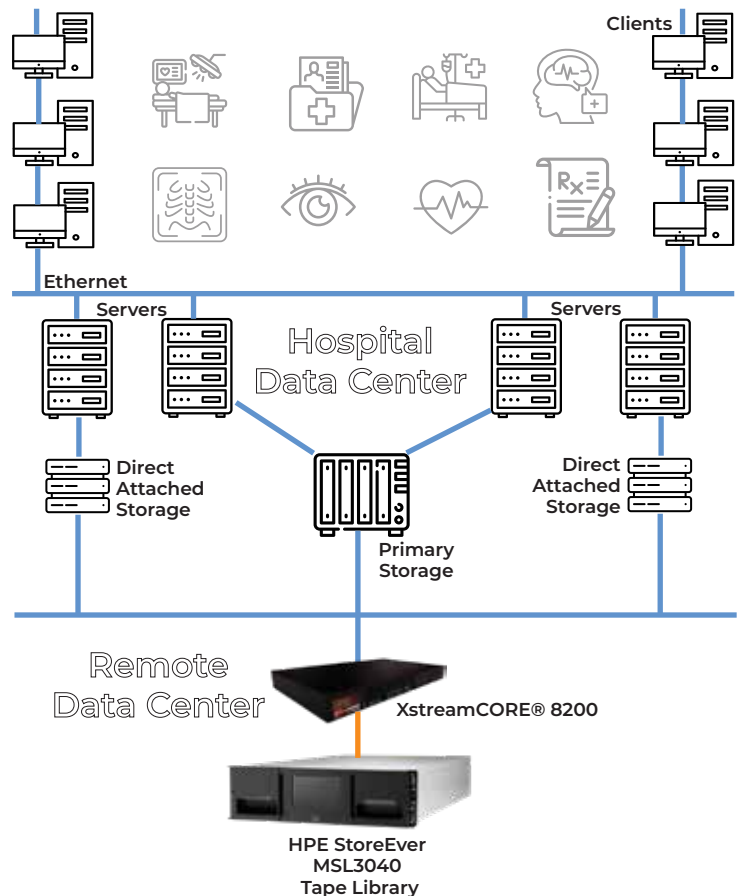 Clients
Rx
Ethernet
Servers
Servers
Hospital
Data Center
Direct
Attached
Storage
Direct
Attached
Storage
Primary
Storage
Remote
Data Center
XstreamCORE® 8200
HPE StoreEver
MSL3040
Tape Library